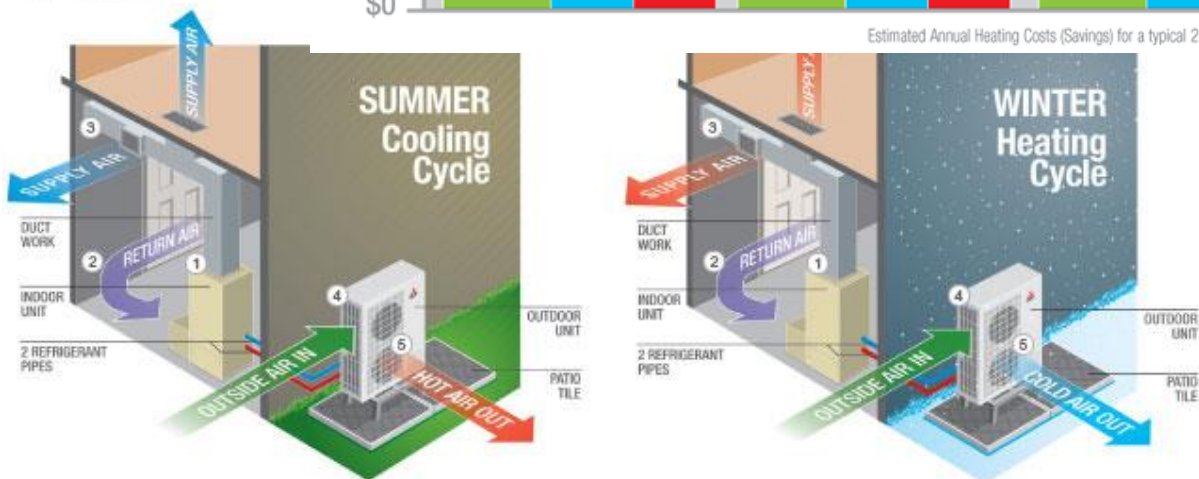 $0
Estimated Annual Heating Costs (Savings) for a typical 2
SUPPLY AIR
SUMMER
Cooling
Cycle
3
SUPPLY AIR
DUCT
WORK
RETURN AIR
2
1
INDOOR
UNIT
4
OUTDOOR
UNIT
2 REFRIGERANT
PIPES
5
OUTSIDE AIR IN
HOT AIR OUT
PATIO
TILE
WINTER
Heating
Cycle
3
SUPPLY AIR
DUCT
WORK
RETURN AIR
2
1
INDOOR
UNIT
4
OUTDOOR
UNIT
2 REFRIGERANT
PIPES
5
OUTSIDE AIR IN
COLD AIR OUT
PATIO
TILE